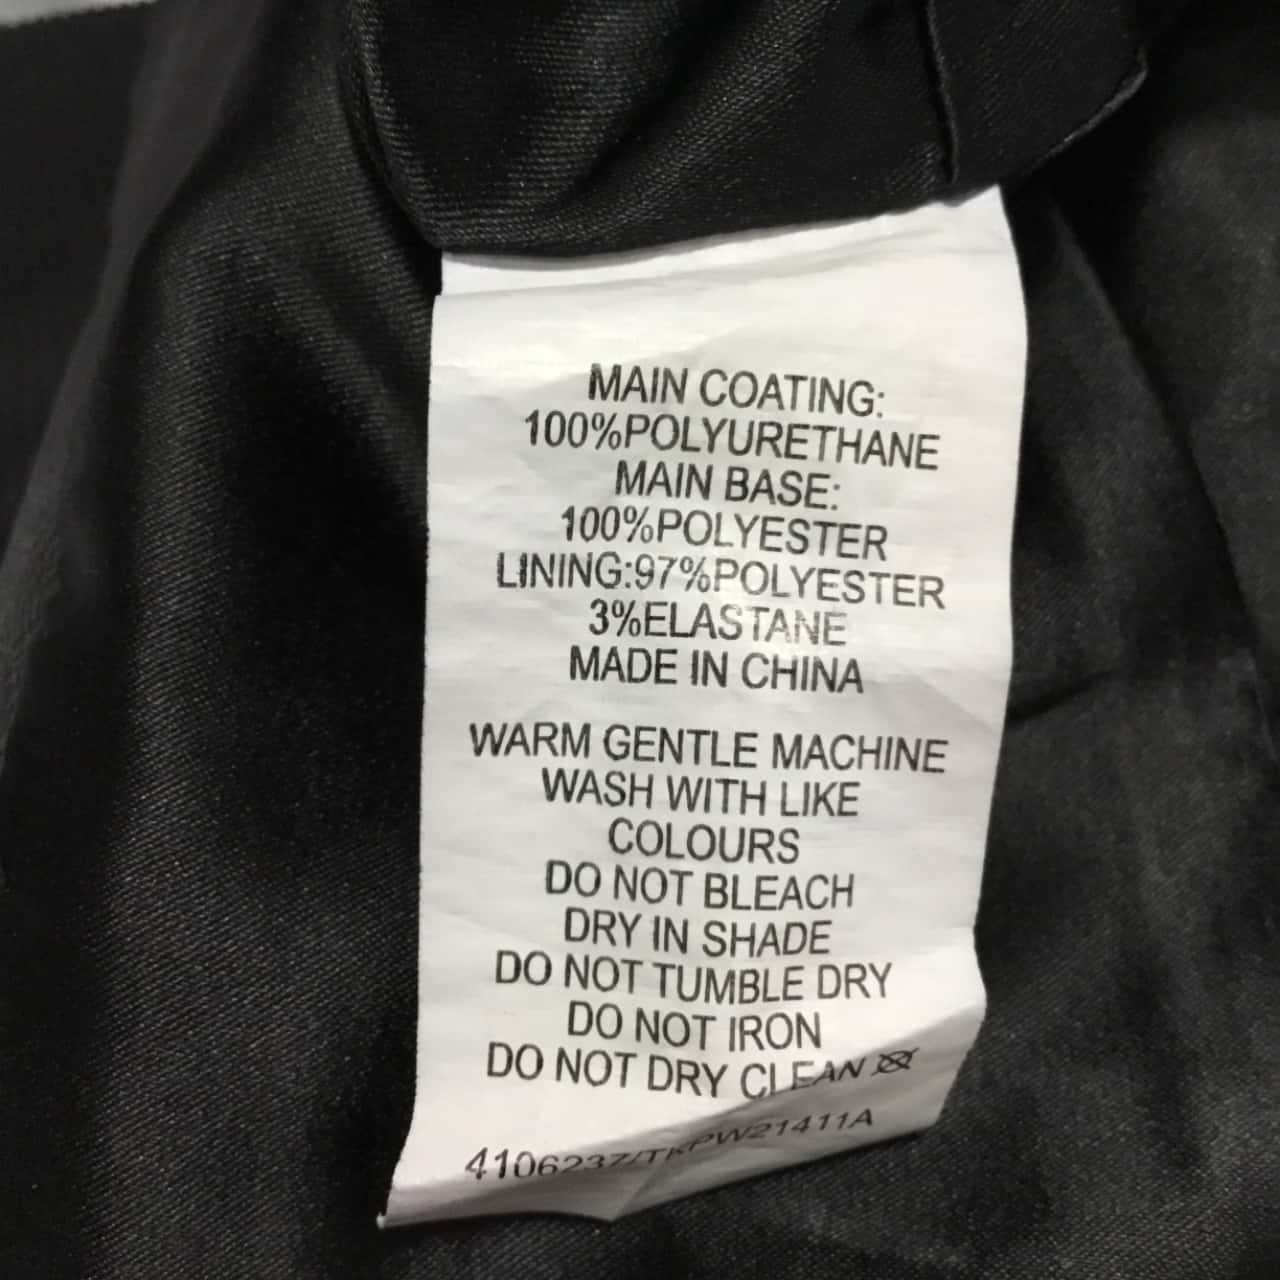 MAIN COATING:
100%POLYURETHANE
MAIN BASE:
100%POLYESTER
LINING:97%POLYESTER
3%ELASTANE
MADE IN CHINA
WARM GENTLE MACHINE
WASH WITH LIKE
COLOURS
DO NOT BLEACH
DRY IN SHADE
DO NOT TUMBLE DRY
DO NOT IRON
DO NOT DRY CLEAN
4106237/TKPW21411A